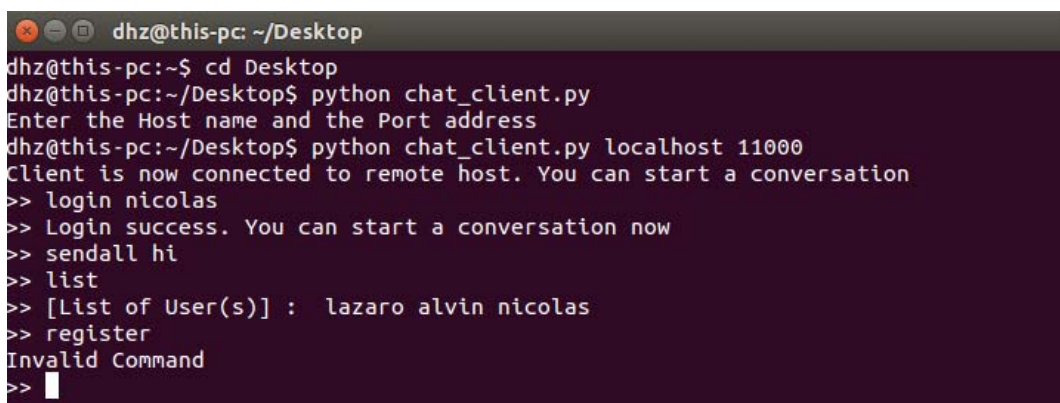 dhz@this-pc: ~/Desktop
dhz@this-pc:~$ cd Desktop
dhz@this-pc:~/Desktop$ python chat_client.py
Enter the Host name and the Port address
dhz@this-pc:~/Desktop$ python chat_client.py localhost 11000
Client is now connected to remote host. You can start a conversation
>> login nicolas
>> Login success. You can start a conversation now
>> sendall hi
>> list
>> [List of User(s)] :  lazaro alvin nicolas
>> register
Invalid Command
>>